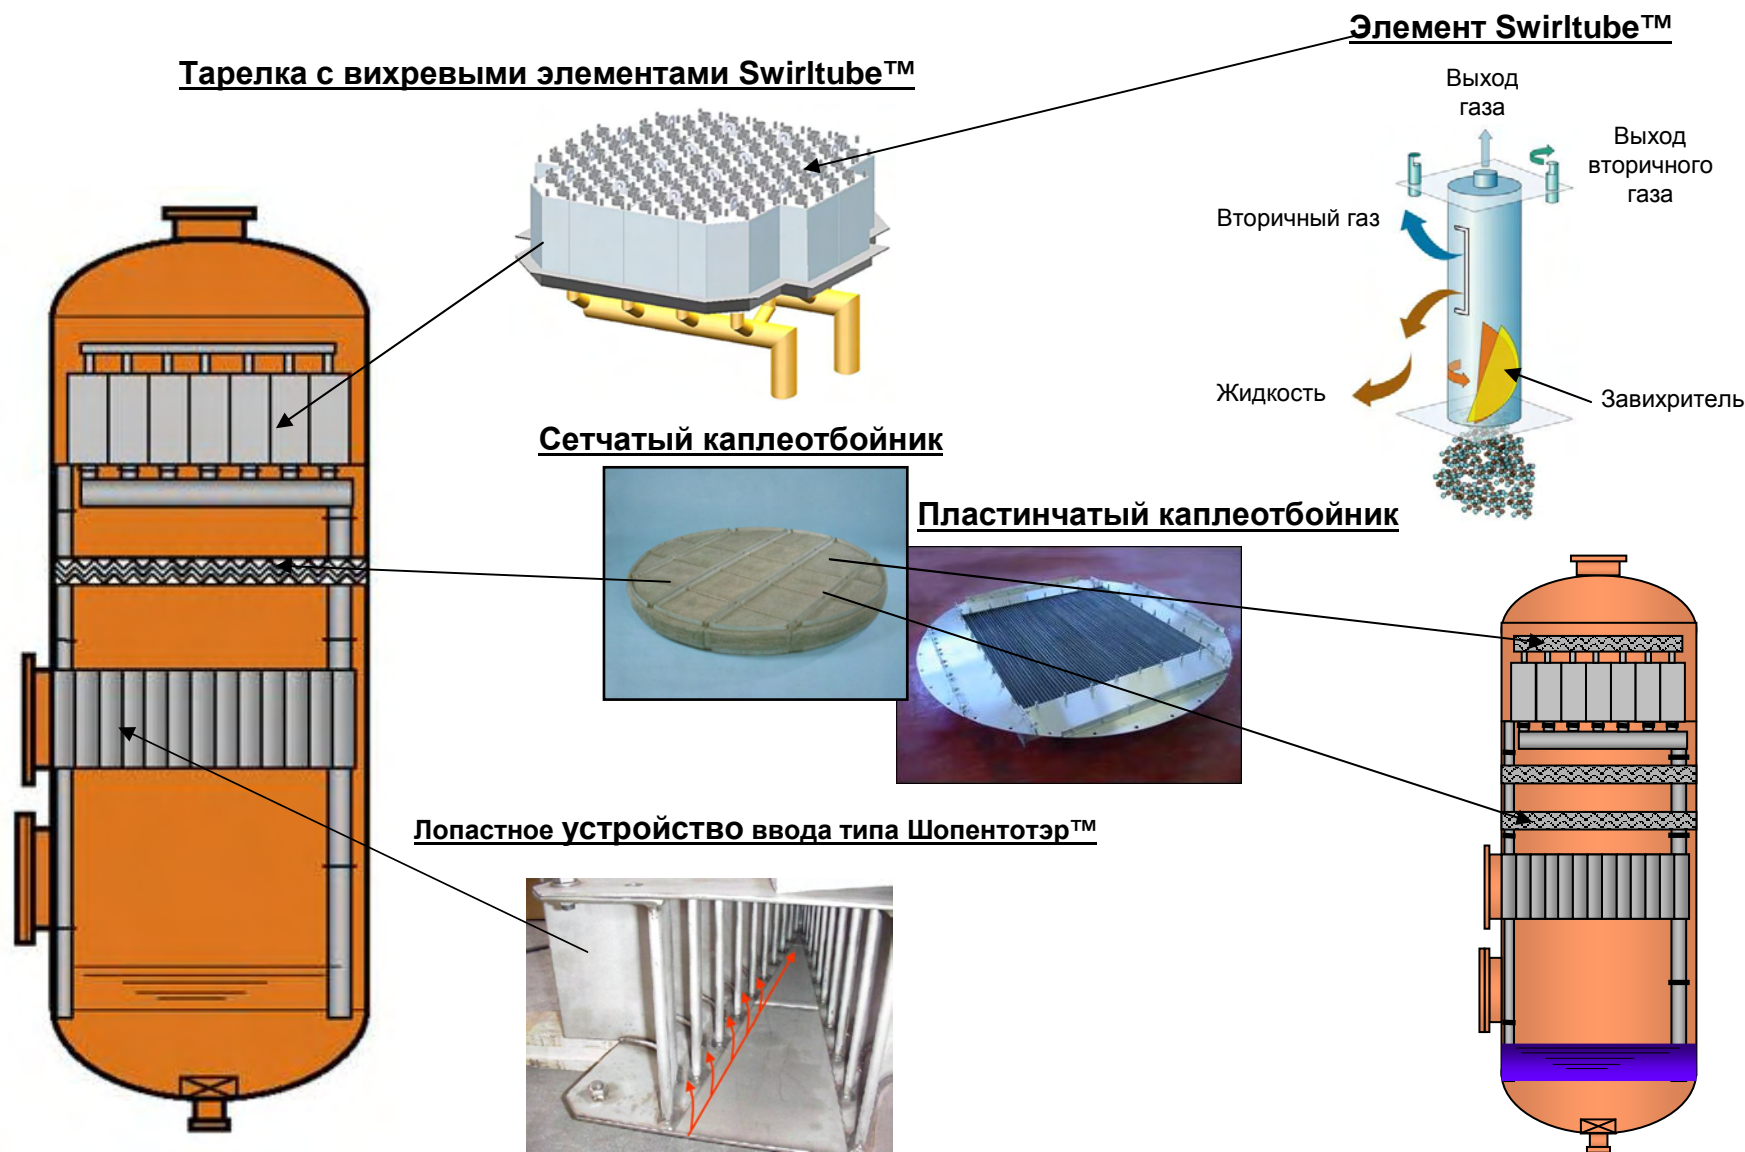 Элемент Swirltube™
Тарелка с вихревыми элементами Swirltube™
Выход
газа
Выход
вторичного
газа
Вторичный газ
Жидкость
Завихритель
Сетчатый каплеотбойник
Пластинчатый каплеотбойник
Лопастное устройство ввода типа Шопентотэр™